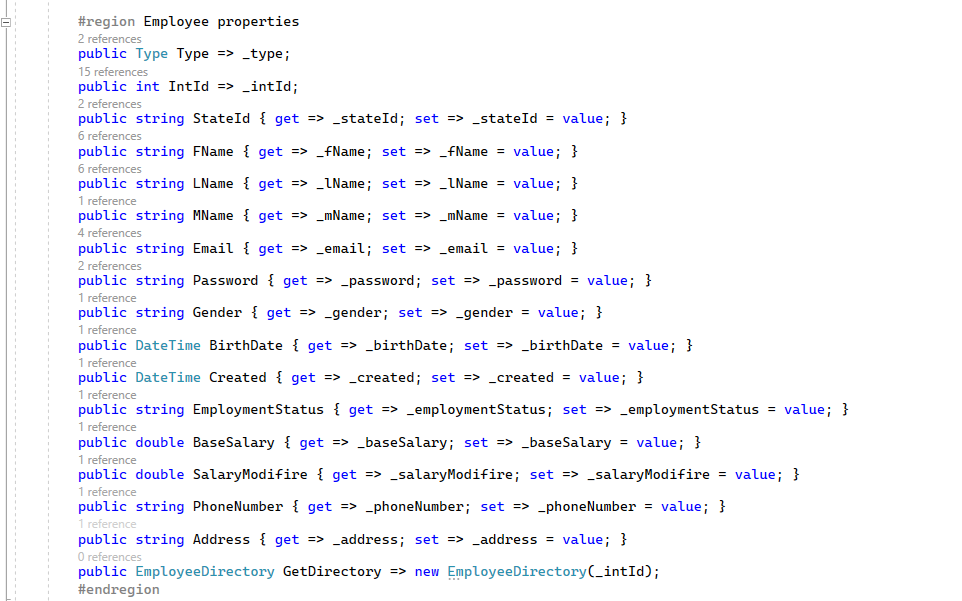 #region Employee properties
2 references
public Type Type => _type;
15 references
public int IntId => _intId;
2 references
public string StateId { get => _stateId; set => _stateId = value; }
6 references
public string FName { get => _fName; set => _fName = value; }
6 references
public string LName { get => _lName; set => _lName = value; }
1 reference
public string MName { get => _mName; set => _mName = value; }
4 references
public string Email { get => _email; set => _email = value; }
2 references
public string Password { get => _password; set => _password = value; }
1 reference
public string Gender { get => _gender; set => _gender = value; }
1 reference
public DateTime BirthDate { get => _birthDate; set => _birthDate = value; }
1 reference
public DateTime Created { get => _created; set => _created = value; }
1 reference
public string EmploymentStatus { get => _employmentStatus; set => _employmentStatus = value; }
1 reference
public double BaseSalary { get => _baseSalary; set => _baseSalary = value; }
1 reference
public double SalaryModifire { get => _salaryModifire; set => _salaryModifire = value; }
1 reference
public string PhoneNumber { get => _phoneNumber; set => _phoneNumber = value; }
1 reference
public string Address { get => _address; set => _address = value; }
0 references
public EmployeeDirectory GetDirectory => new EmployeeDirectory(_intId);
#endregion